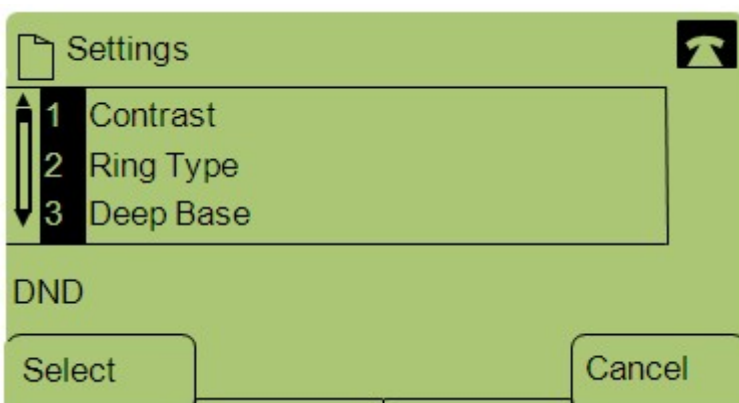 Settings
1 Contrast
2 Ring Type
3 Deep Base
DND
Select Cancel